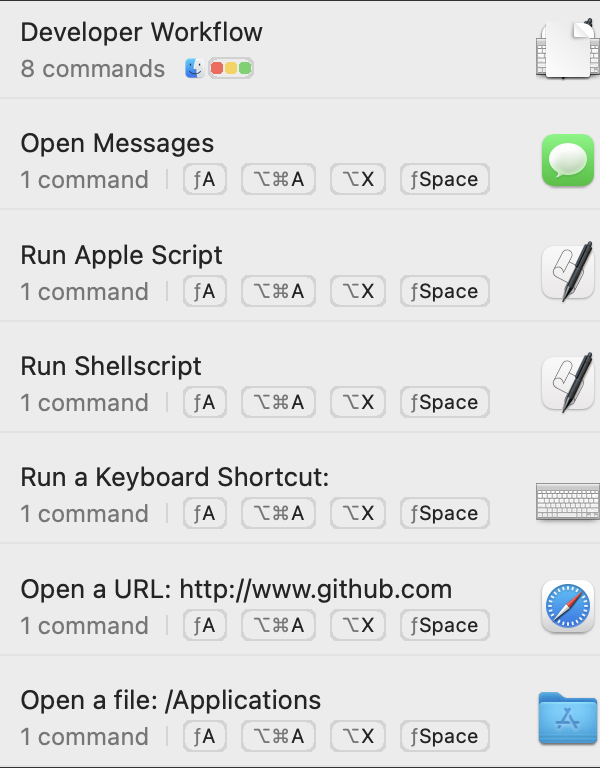 Developer Workflow
8 commands
Open Messages
1 command ƒA ⌥⌘A ⌥X ƒSpace
Run Apple Script
1 command ƒA ⌥⌘A ⌥X ƒSpace
Run Shellscript
1 command ƒA ⌥⌘A ⌥X ƒSpace
Run a Keyboard Shortcut:
1 command ƒA ⌥⌘A ⌥X ƒSpace
Open a URL: http://www.github.com
1 command ƒA ⌥⌘A ⌥X ƒSpace
Open a file: /Applications
1 command ƒA ⌥⌘A ⌥X ƒSpace